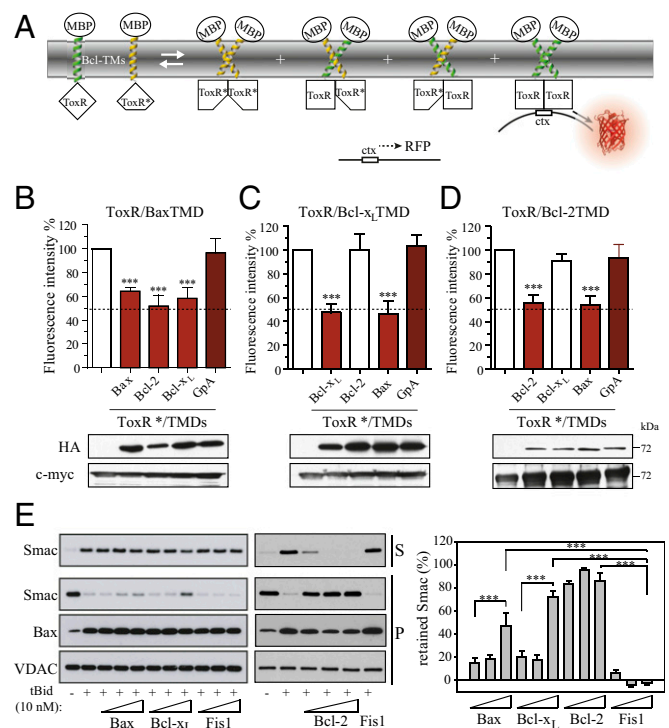 A
MBP MBP MBP MBP MBP MBP MBP MBP MBP MBP
Bcl-TMs + + +
ToxR ToxR* ToxR* ToxR* ToxR ToxR* ToxR* ToxR ToxR ToxR
ctx
ctx RFP
B
ToxR/BaxTMD
Fluorescence intensity %
120
100
80
60
40
20
0
*** *** ***
Bax Bcl-2 Bcl-xL GpA
ToxR */TMDs
HA
c-myc
C
ToxR/Bcl-xLTMD
Fluorescence intensity %
120
100
80
60
40
20
0
*** ***
Bcl-xL Bcl-2 Bax GpA
ToxR */TMDs
D
ToxR/Bcl-2TMD
Fluorescence intensity %
120
100
80
60
40
20
0
*** ***
Bcl-2 Bcl-xL Bax GpA
ToxR */TMDs
kDa
72
72
E
Smac S
Smac
Bax P
VDAC
tBid - + + + + + + + + + - + + + + +
(10 nM):
Bax Bcl-xL Fis1 Bcl-2 Fis1
retained Smac (%)
120
100
80
60
40
20
0
***
***
***
*** ***
Bax Bcl-xL Bcl-2 Fis1